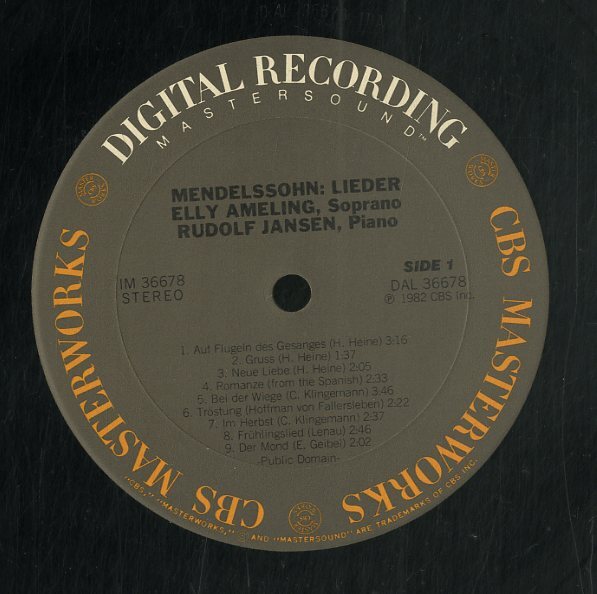 DIGITAL RECORDING
MASTERSOUND™
MENDELSSOHN: LIEDER
ELLY AMELING, Soprano
RUDOLF JANSEN, Piano
IM 36678
STEREO
SIDE 1
DAL 36678
℗ 1982 CBS Inc.
1. Auf Flugeln des Gesanges (H. Heine) 3:16
2. Gruss (H. Heine) 1:37
3. Neue Liebe (H. Heine) 2:05
4. Romanze (from the Spanish) 2:33
5. Bei der Wiege (C. Klingemann) 3:46
6. Tröstung (Hoffman von Fallersleben) 2:22
7. Im Herbst (C. Klingemann) 2:37
8. Frühlingslied (Lenau) 2:46
9. Der Mond (E. Geibel) 2:02
-Public Domain-
CBS MASTERWORKS
CBS MASTERWORKS
"CBS," "MASTERWORKS," AND "MASTERSOUND" ARE TRADEMARKS OF CBS INC.